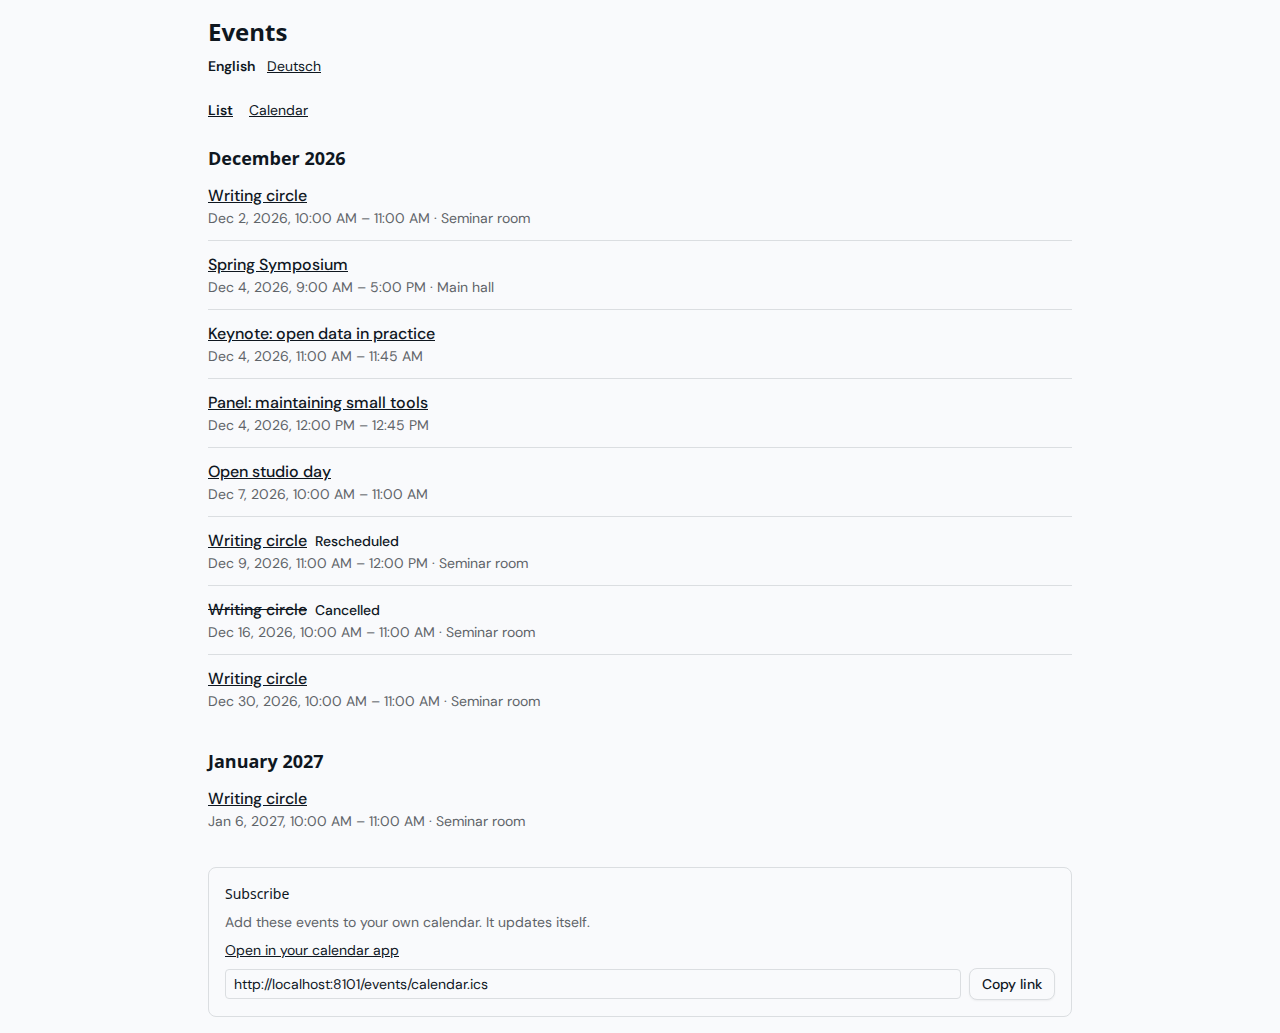 Events
English Deutsch
List Calendar
December 2026
Writing circle
Dec 2, 2026, 10:00 AM – 11:00 AM · Seminar room
Spring Symposium
Dec 4, 2026, 9:00 AM – 5:00 PM · Main hall
Keynote: open data in practice
Dec 4, 2026, 11:00 AM – 11:45 AM
Panel: maintaining small tools
Dec 4, 2026, 12:00 PM – 12:45 PM
Open studio day
Dec 7, 2026, 10:00 AM – 11:00 AM
Writing circle Rescheduled
Dec 9, 2026, 11:00 AM – 12:00 PM · Seminar room
Writing circle Cancelled
Dec 16, 2026, 10:00 AM – 11:00 AM · Seminar room
Writing circle
Dec 30, 2026, 10:00 AM – 11:00 AM · Seminar room
January 2027
Writing circle
Jan 6, 2027, 10:00 AM – 11:00 AM · Seminar room
Subscribe
Add these events to your own calendar. It updates itself.
Open in your calendar app
http://localhost:8101/events/calendar.ics Copy link